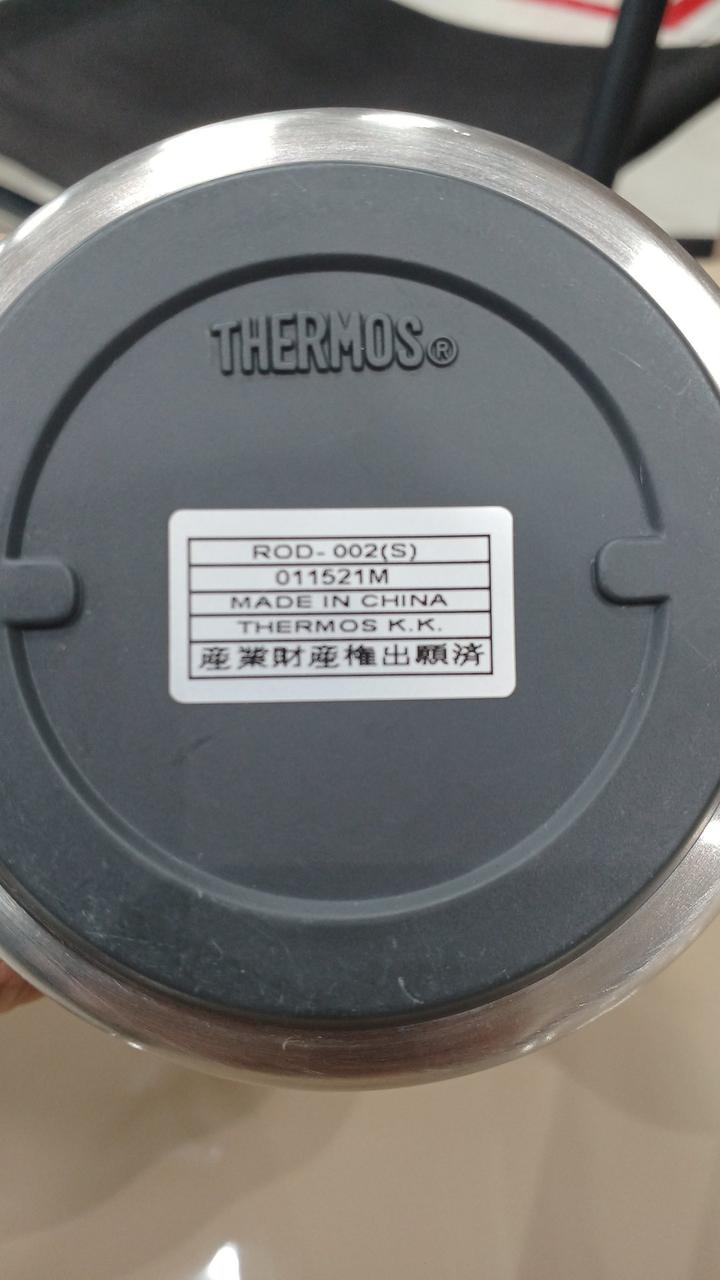 THERMOS®
ROD-002(S)
011521M
MADE IN CHINA
THERMOS K.K.
産業財産権出願済